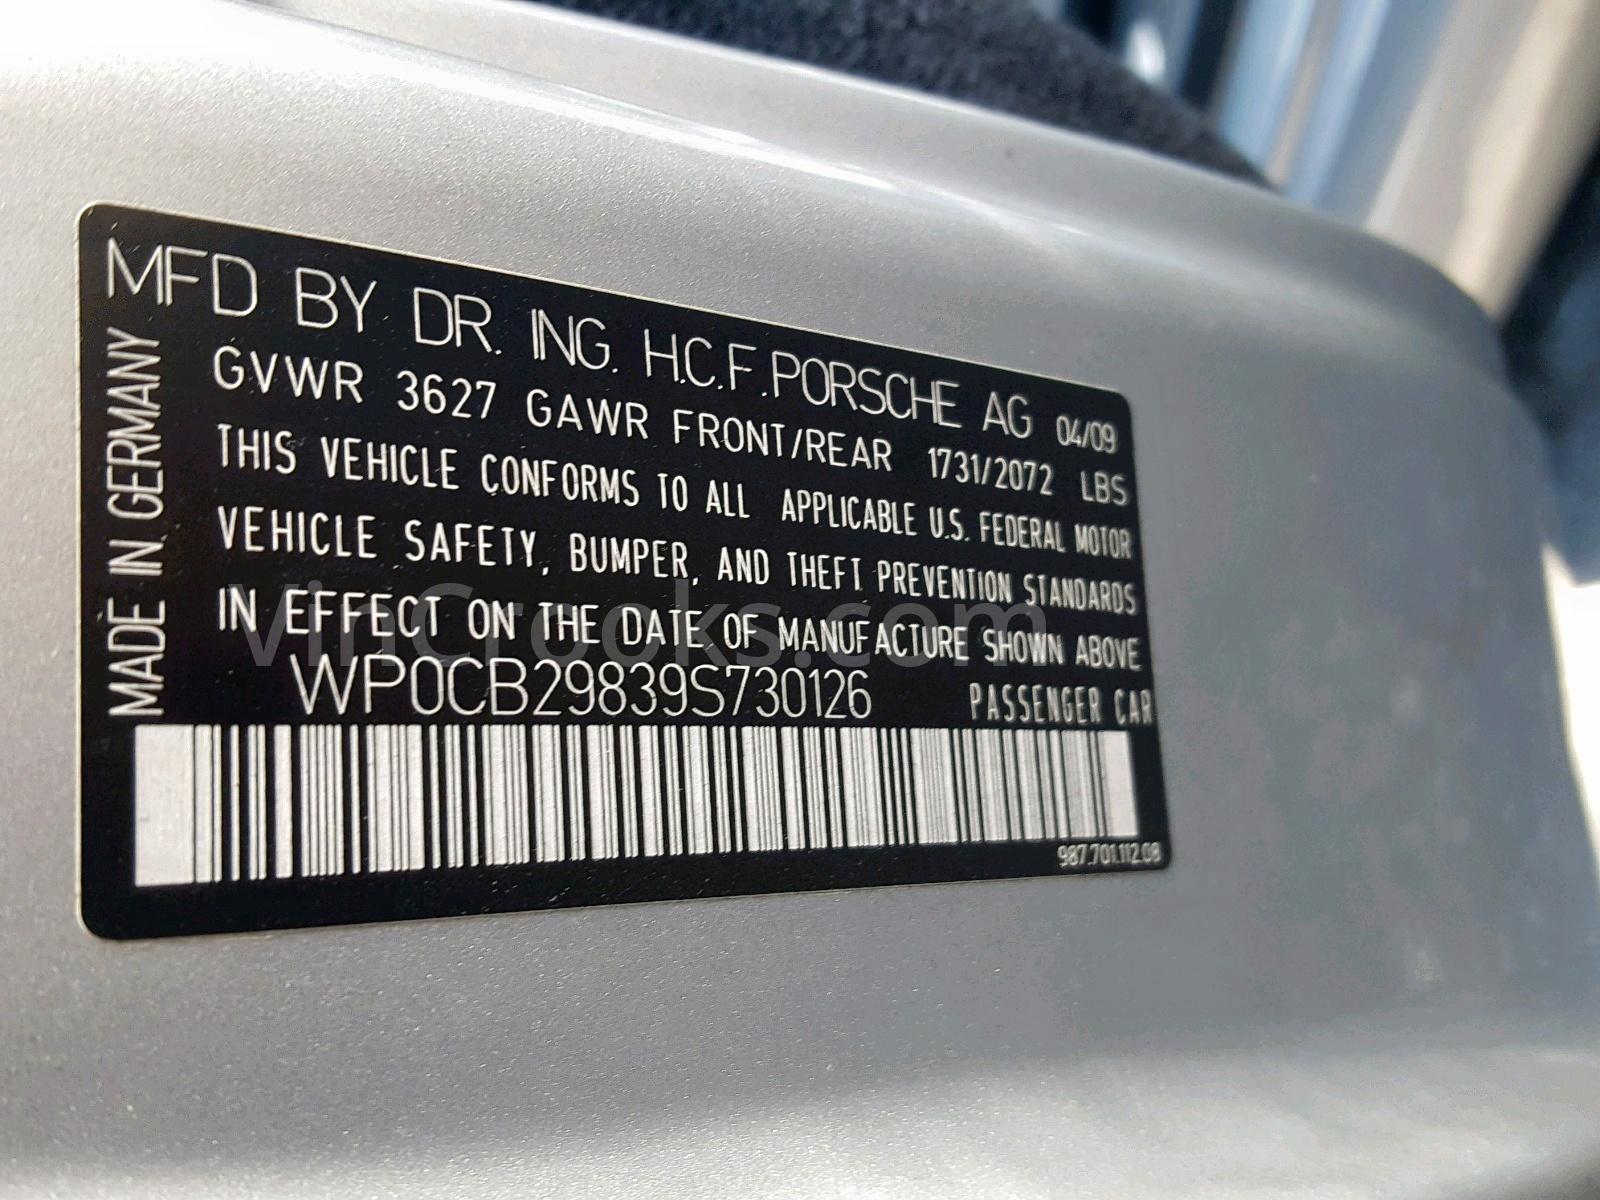 MFD BY DR. ING. H.C.F. PORSCHE AG 04/09
GVWR 3627 GAWR FRONT/REAR 1731/2072 LBS
THIS VEHICLE CONFORMS TO ALL APPLICABLE U.S. FEDERAL MOTOR
VEHICLE SAFETY, BUMPER, AND THEFT PREVENTION STANDARDS
IN EFFECT ON THE DATE OF MANUFACTURE SHOWN ABOVE
WP0CB29839S730126 PASSENGER CAR
987.701.112.08
MADE IN GERMANY
vinCrooks.com